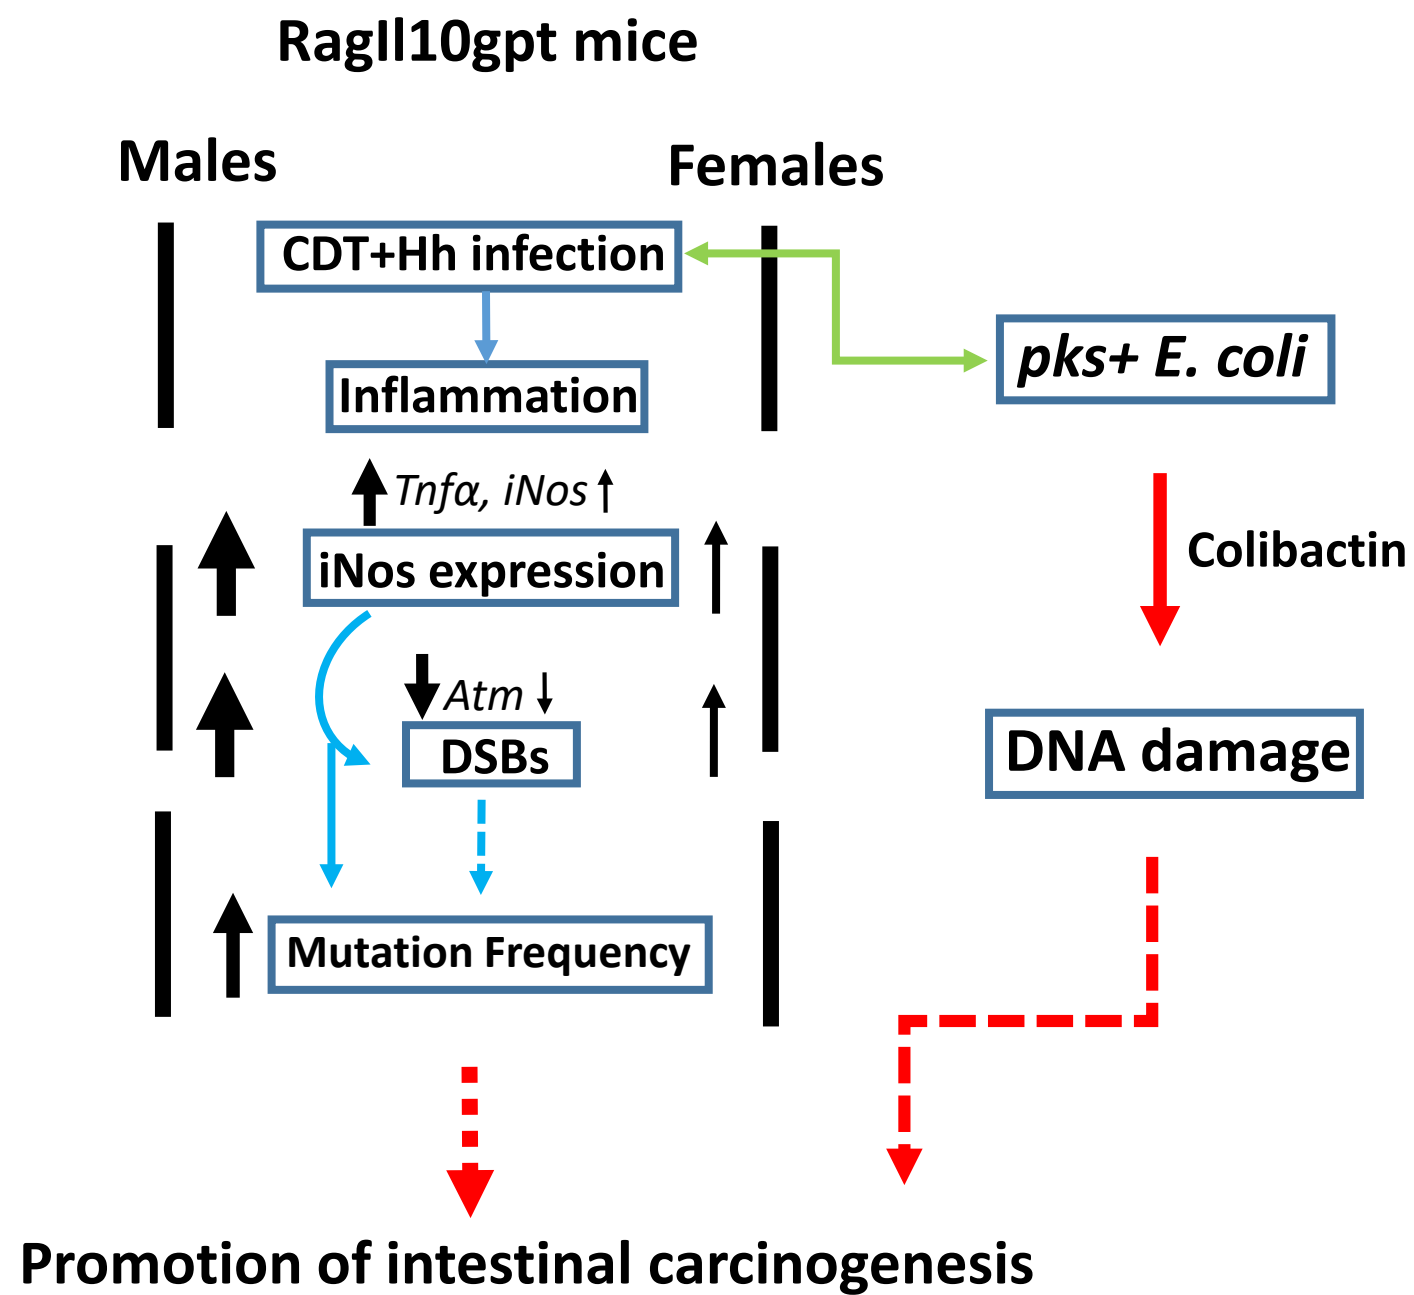 RagIl10gpt mice
Males
Females
CDT+Hh infection
pks+ E. coli
Inflammation
Tnfα, iNos
iNos expression
Colibactin
Atm
DSBs
DNA damage
Mutation Frequency
Promotion of intestinal carcinogenesis